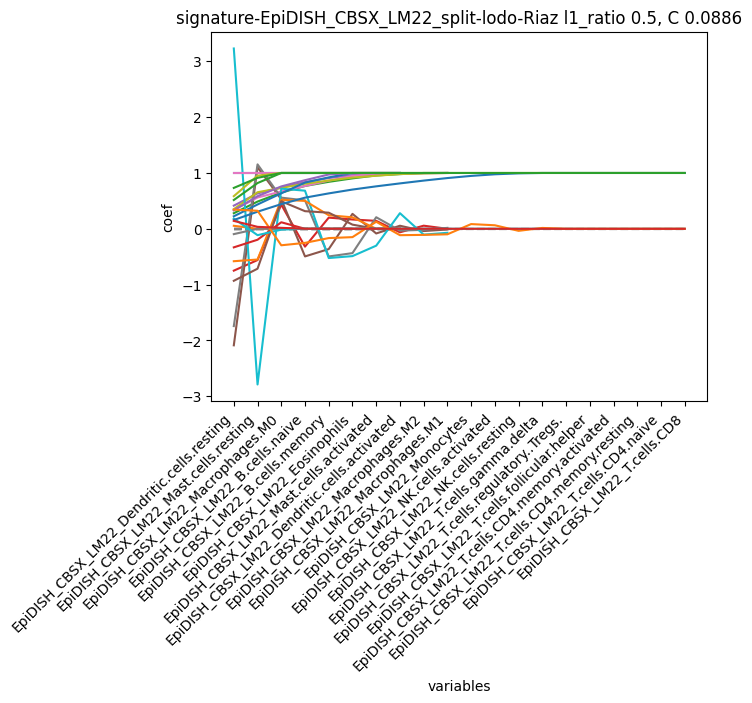 signature-EpiDISH_CBSX_LM22_split-lodo-Riaz l1_ratio 0.5, C 0.0886
coef
3
2
1
0
−1
−2
−3
EpiDISH_CBSX_LM22_Dendritic.cells.resting
EpiDISH_CBSX_LM22_Mast.cells.resting
EpiDISH_CBSX_LM22_Macrophages.M0
EpiDISH_CBSX_LM22_B.cells.naive
EpiDISH_CBSX_LM22_B.cells.memory
EpiDISH_CBSX_LM22_Eosinophils
EpiDISH_CBSX_LM22_Mast.cells.activated
EpiDISH_CBSX_LM22_Dendritic.cells.activated
EpiDISH_CBSX_LM22_Macrophages.M2
EpiDISH_CBSX_LM22_Macrophages.M1
EpiDISH_CBSX_LM22_Monocytes
EpiDISH_CBSX_LM22_NK.cells.activated
EpiDISH_CBSX_LM22_NK.cells.resting
EpiDISH_CBSX_LM22_T.cells.gamma.delta
EpiDISH_CBSX_LM22_T.cells.regulatory.Tregs.
EpiDISH_CBSX_LM22_T.cells.follicular.helper
EpiDISH_CBSX_LM22_T.cells.CD4.memory.activated
EpiDISH_CBSX_LM22_T.cells.CD4.memory.resting
EpiDISH_CBSX_LM22_T.cells.CD4.naive
EpiDISH_CBSX_LM22_T.cells.CD8
variables